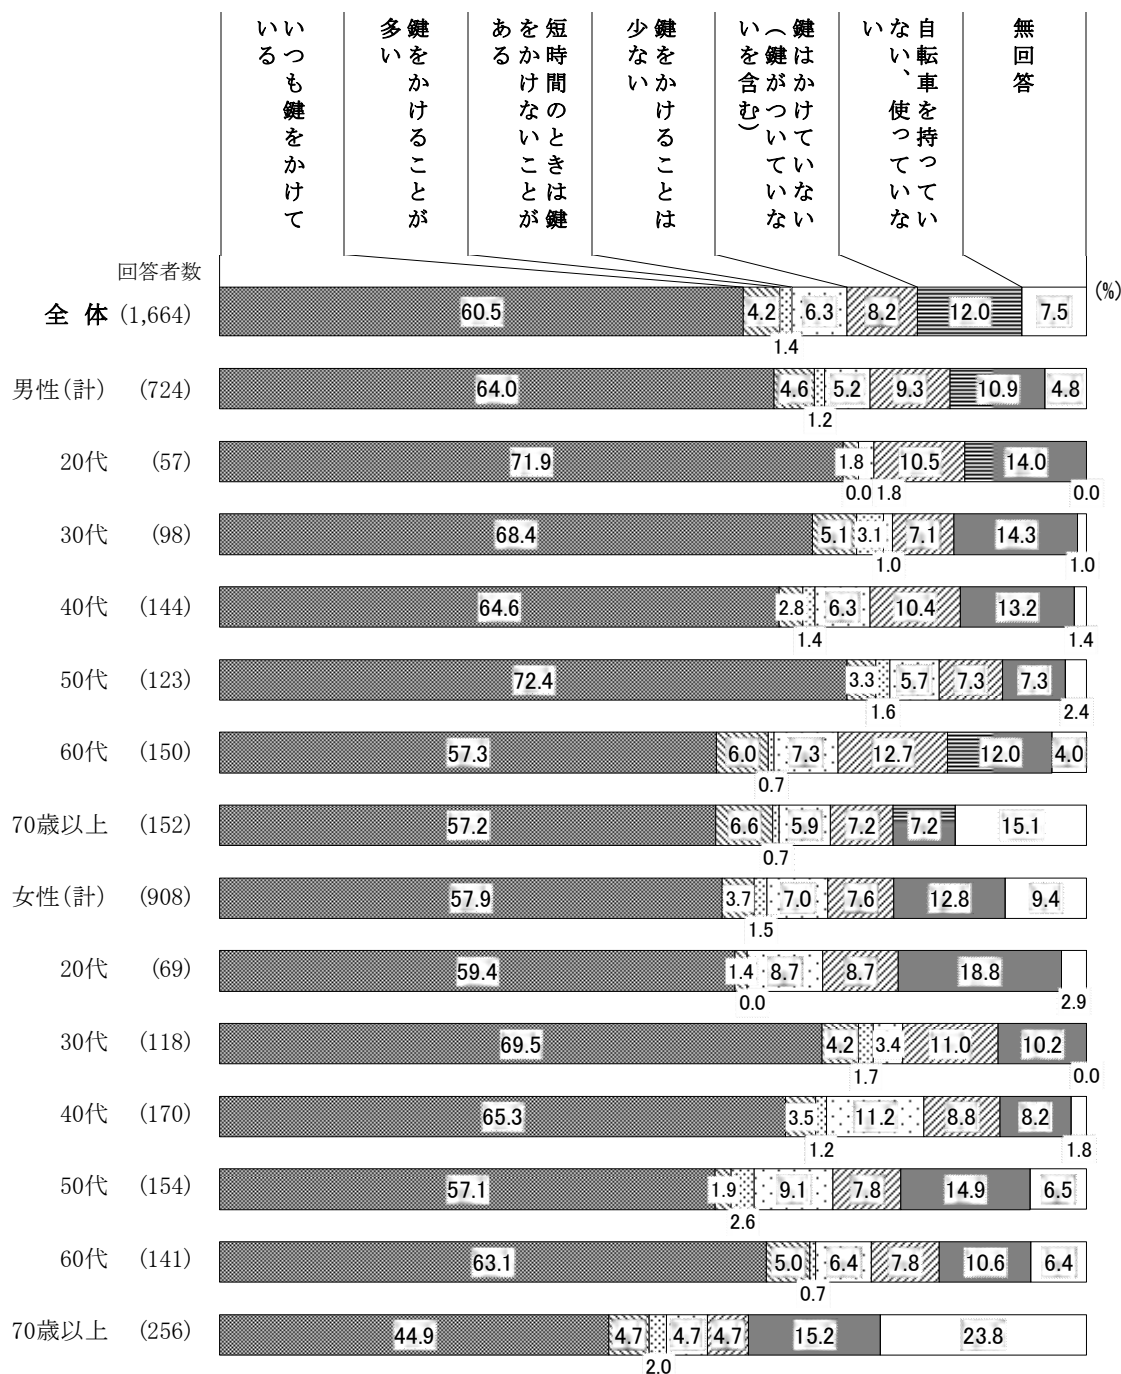 いつも鍵をかけて
いる
鍵をかけることが
多い
短時間のときは鍵
をかけないことが
ある
鍵をかけることは
少ない
鍵はかけていない
(鍵がついていな
いを含む)
自転車を持ってい
ない、使っていな
い
無回答
回答者数
(%)
全 体 (1,664) 60.5 4.2 1.4 6.3 8.2 12.0 7.5
男性(計) (724) 64.0 4.6 1.2 5.2 9.3 10.9 4.8
20代 (57) 71.9 1.8 0.0 1.8 10.5 14.0 0.0
30代 (98) 68.4 5.1 3.1 1.0 7.1 14.3 1.0
40代 (144) 64.6 2.8 1.4 6.3 10.4 13.2 1.4
50代 (123) 72.4 3.3 1.6 5.7 7.3 7.3 2.4
60代 (150) 57.3 6.0 0.7 7.3 12.7 12.0 4.0
70歳以上 (152) 57.2 6.6 0.7 5.9 7.2 7.2 15.1
女性(計) (908) 57.9 3.7 1.5 7.0 7.6 12.8 9.4
20代 (69) 59.4 1.4 0.0 8.7 8.7 18.8 2.9
30代 (118) 69.5 4.2 1.7 3.4 11.0 10.2 0.0
40代 (170) 65.3 3.5 1.2 11.2 8.8 8.2 1.8
50代 (154) 57.1 1.9 2.6 9.1 7.8 14.9 6.5
60代 (141) 63.1 5.0 0.7 6.4 7.8 10.6 6.4
70歳以上 (256) 44.9 4.7 2.0 4.7 4.7 15.2 23.8